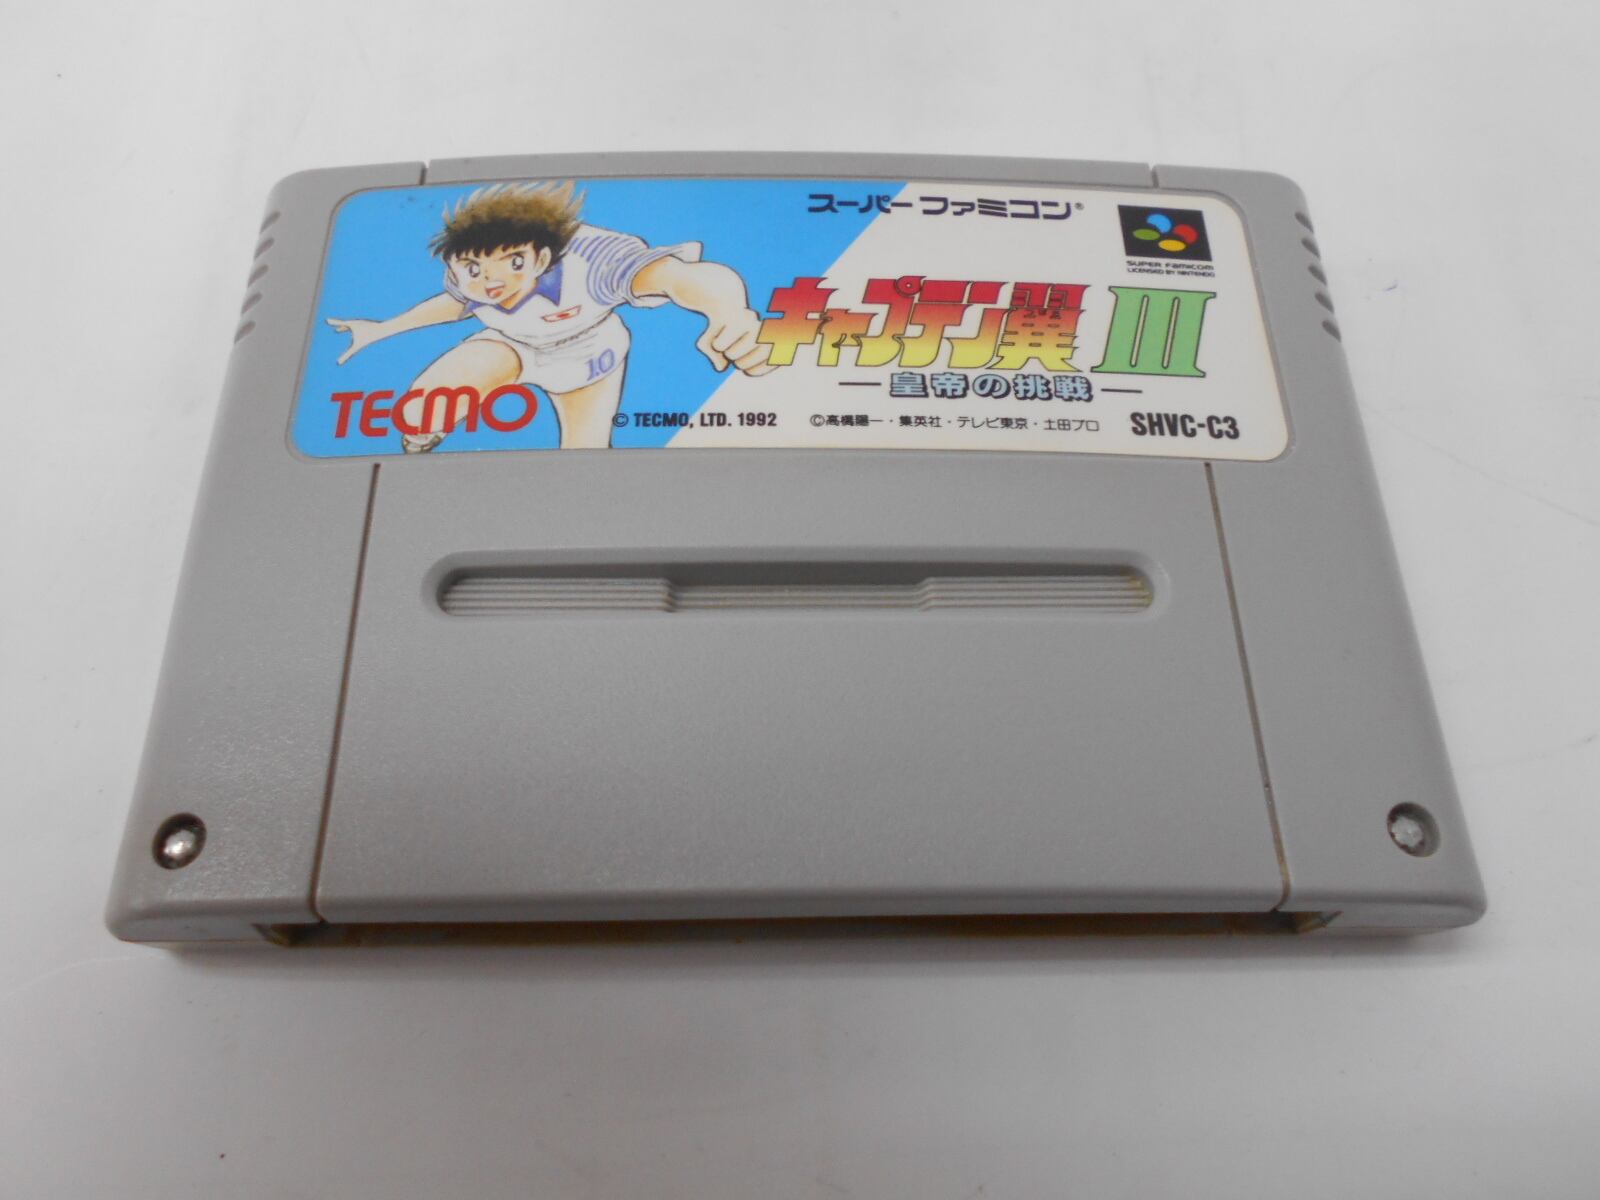 スーパーファミコン®
SUPER FAMICOM
LICENSED BY NINTENDO
キャプテン翼 III
－皇帝の挑戦－
10
TECMO
© TECMO, LTD. 1992 ©高橋陽一・集英社・テレビ東京・土田プロ SHVC-C3